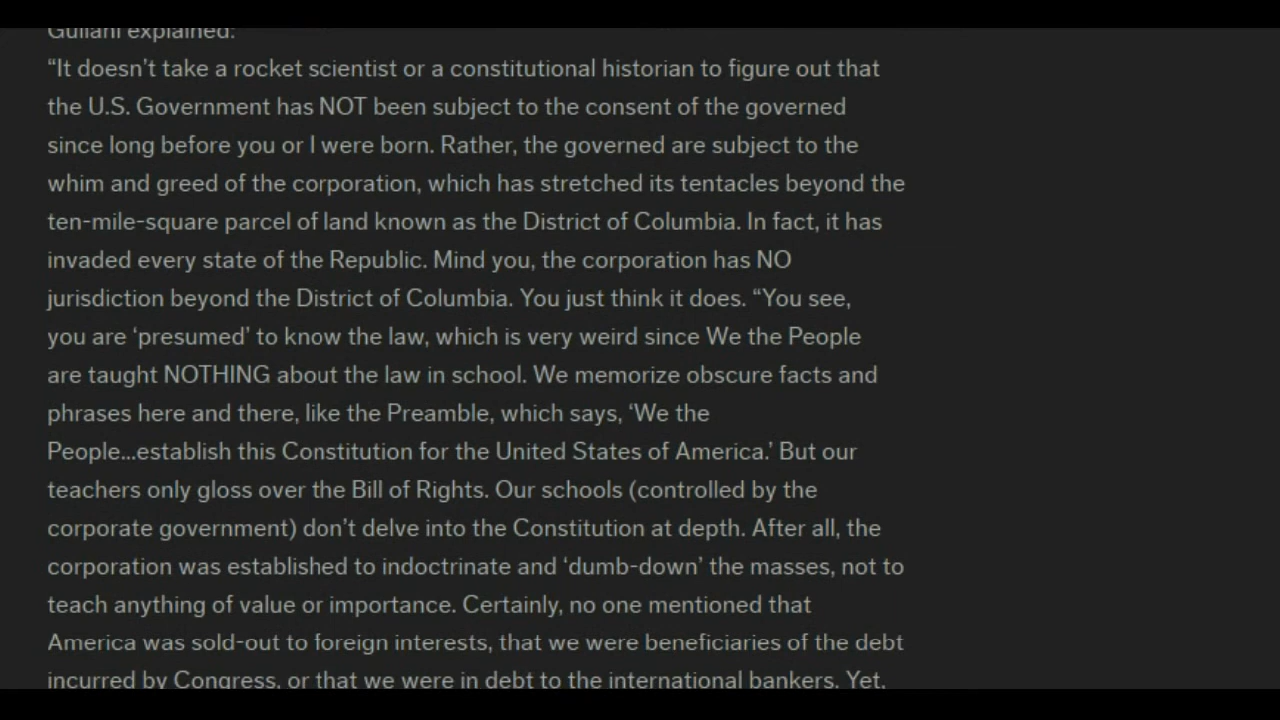 Guliani explained:
“It doesn’t take a rocket scientist or a constitutional historian to figure out that
the U.S. Government has NOT been subject to the consent of the governed
since long before you or I were born. Rather, the governed are subject to the
whim and greed of the corporation, which has stretched its tentacles beyond the
ten-mile-square parcel of land known as the District of Columbia. In fact, it has
invaded every state of the Republic. Mind you, the corporation has NO
jurisdiction beyond the District of Columbia. You just think it does. “You see,
you are ‘presumed’ to know the law, which is very weird since We the People
are taught NOTHING about the law in school. We memorize obscure facts and
phrases here and there, like the Preamble, which says, ‘We the
People...establish this Constitution for the United States of America.’ But our
teachers only gloss over the Bill of Rights. Our schools (controlled by the
corporate government) don’t delve into the Constitution at depth. After all, the
corporation was established to indoctrinate and ‘dumb-down’ the masses, not to
teach anything of value or importance. Certainly, no one mentioned that
America was sold-out to foreign interests, that we were beneficiaries of the debt
incurred by Congress, or that we were in debt to the international bankers. Yet,